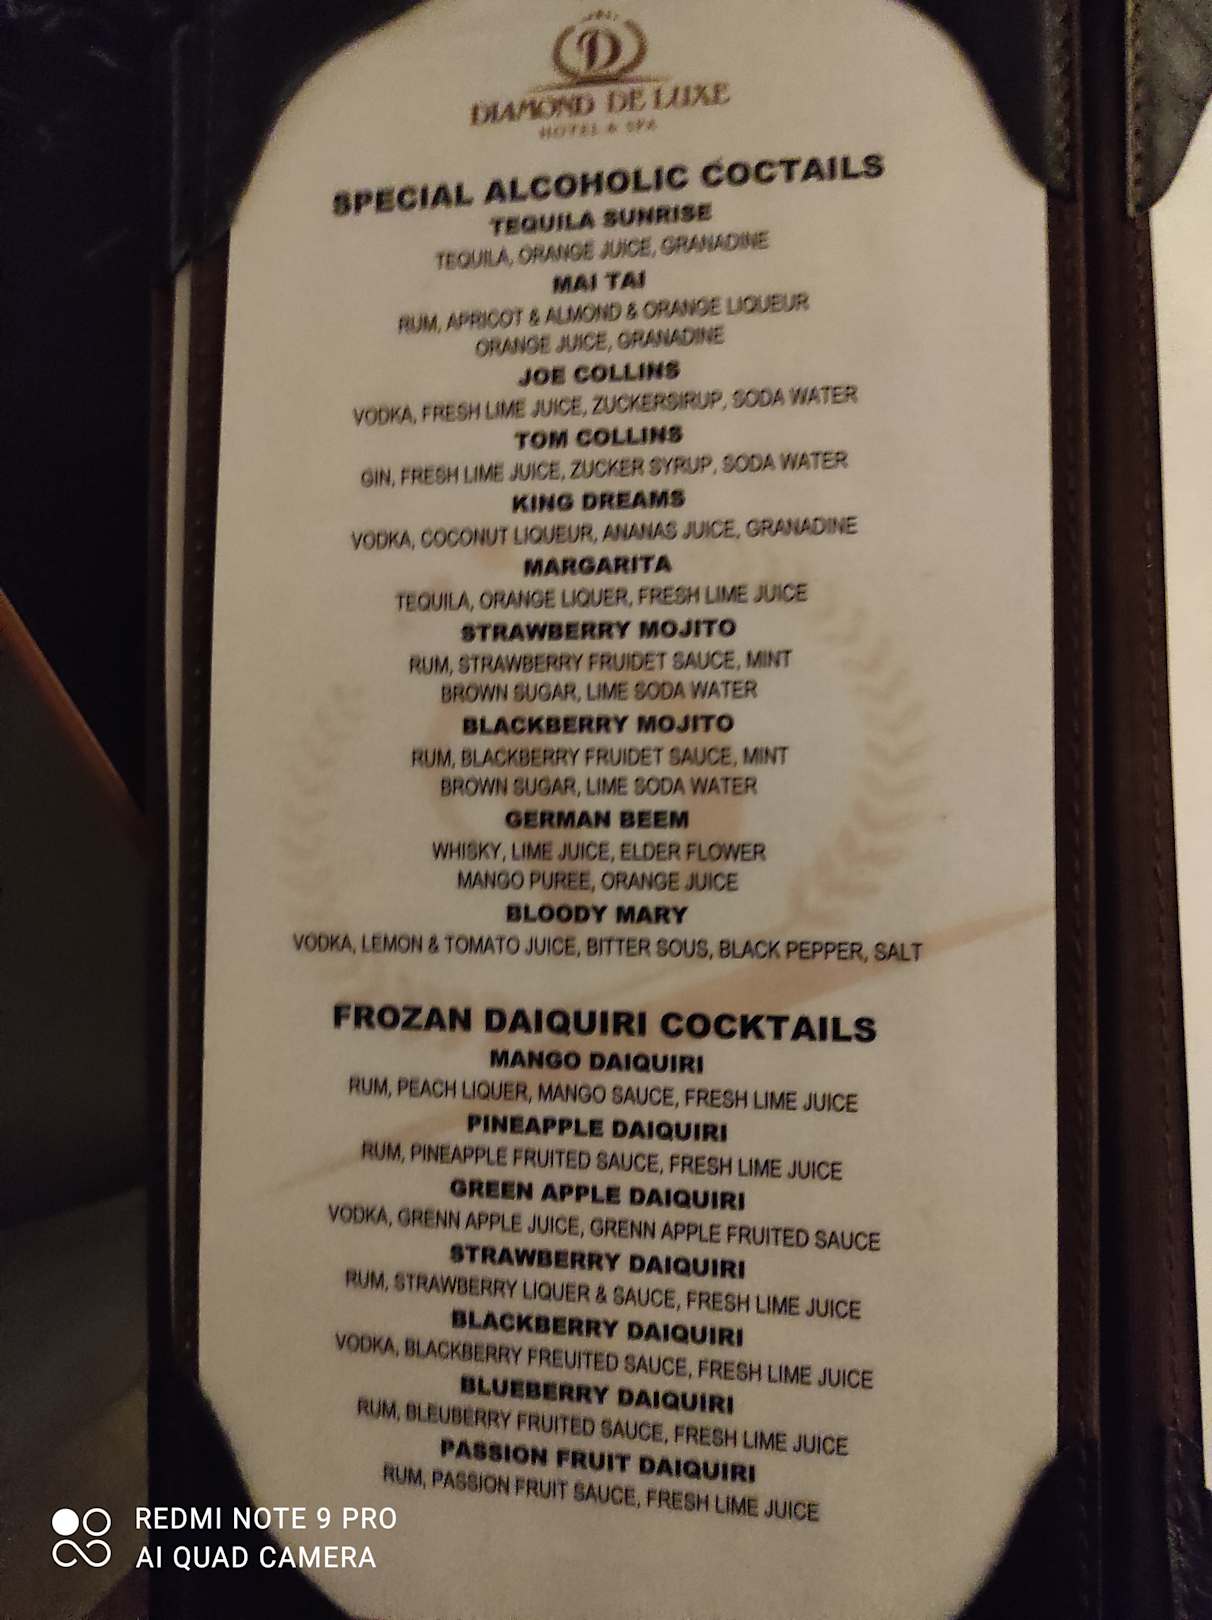 D
DIAMOND DE LUXE
HOTEL & SPA
SPECIAL ALCOHOLIC COCTAILS
TEQUILA SUNRISE
TEQUILA, ORANGE JUICE, GRANADINE
MAI TAI
RUM, APRICOT & ALMOND & ORANGE LIQUEUR
ORANGE JUICE, GRANADINE
JOE COLLINS
VODKA, FRESH LIME JUICE, ZUCKERSIRUP, SODA WATER
TOM COLLINS
GIN, FRESH LIME JUICE, ZUCKER SYRUP, SODA WATER
KING DREAMS
VODKA, COCONUT LIQUEUR, ANANAS JUICE, GRANADINE
MARGARITA
TEQUILA, ORANGE LIQUER, FRESH LIME JUICE
STRAWBERRY MOJITO
RUM, STRAWBERRY FRUIDET SAUCE, MINT
BROWN SUGAR, LIME SODA WATER
BLACKBERRY MOJITO
RUM, BLACKBERRY FRUIDET SAUCE, MINT
BROWN SUGAR, LIME SODA WATER
GERMAN BEEM
WHISKY, LIME JUICE, ELDER FLOWER
MANGO PUREE, ORANGE JUICE
BLOODY MARY
VODKA, LEMON & TOMATO JUICE, BITTER SOUS, BLACK PEPPER, SALT
FROZAN DAIQUIRI COCKTAILS
MANGO DAIQUIRI
RUM, PEACH LIQUER, MANGO SAUCE, FRESH LIME JUICE
PINEAPPLE DAIQUIRI
RUM, PINEAPPLE FRUITED SAUCE, FRESH LIME JUICE
GREEN APPLE DAIQUIRI
VODKA, GRENN APPLE JUICE, GRENN APPLE FRUITED SAUCE
STRAWBERRY DAIQUIRI
RUM, STRAWBERRY LIQUER & SAUCE, FRESH LIME JUICE
BLACKBERRY DAIQUIRI
VODKA, BLACKBERRY FREUITED SAUCE, FRESH LIME JUICE
BLUEBERRY DAIQUIRI
RUM, BLEUBERRY FRUITED SAUCE, FRESH LIME JUICE
PASSION FRUIT DAIQUIRI
RUM, PASSION FRUIT SAUCE, FRESH LIME JUICE
REDMI NOTE 9 PRO
AI QUAD CAMERA